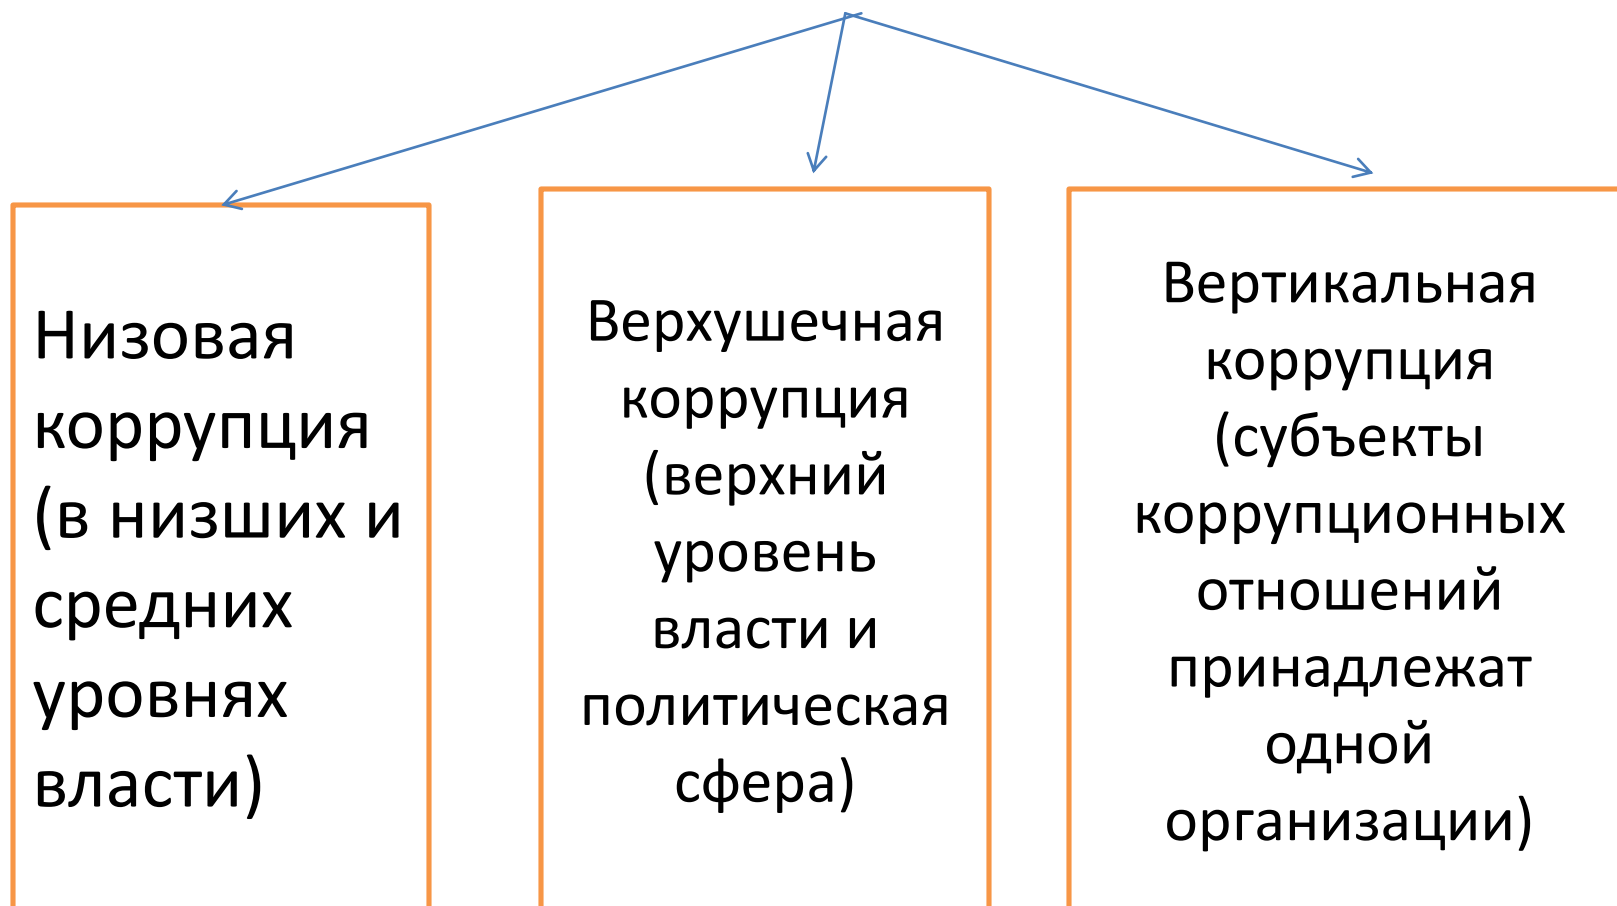 Низовая
коррупция
(в низших и
средних
уровнях
власти)
Верхушечная
коррупция
(верхний
уровень
власти и
политическая
сфера)
Вертикальная
коррупция
(субъекты
коррупционных
отношений
принадлежат
одной
организации)